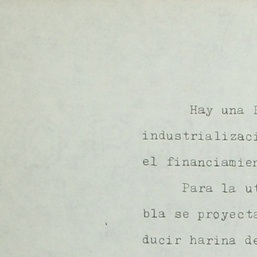 Hay una
industrializaci
el financiamien
Para la ut
bla se proyecta
ducir harina de